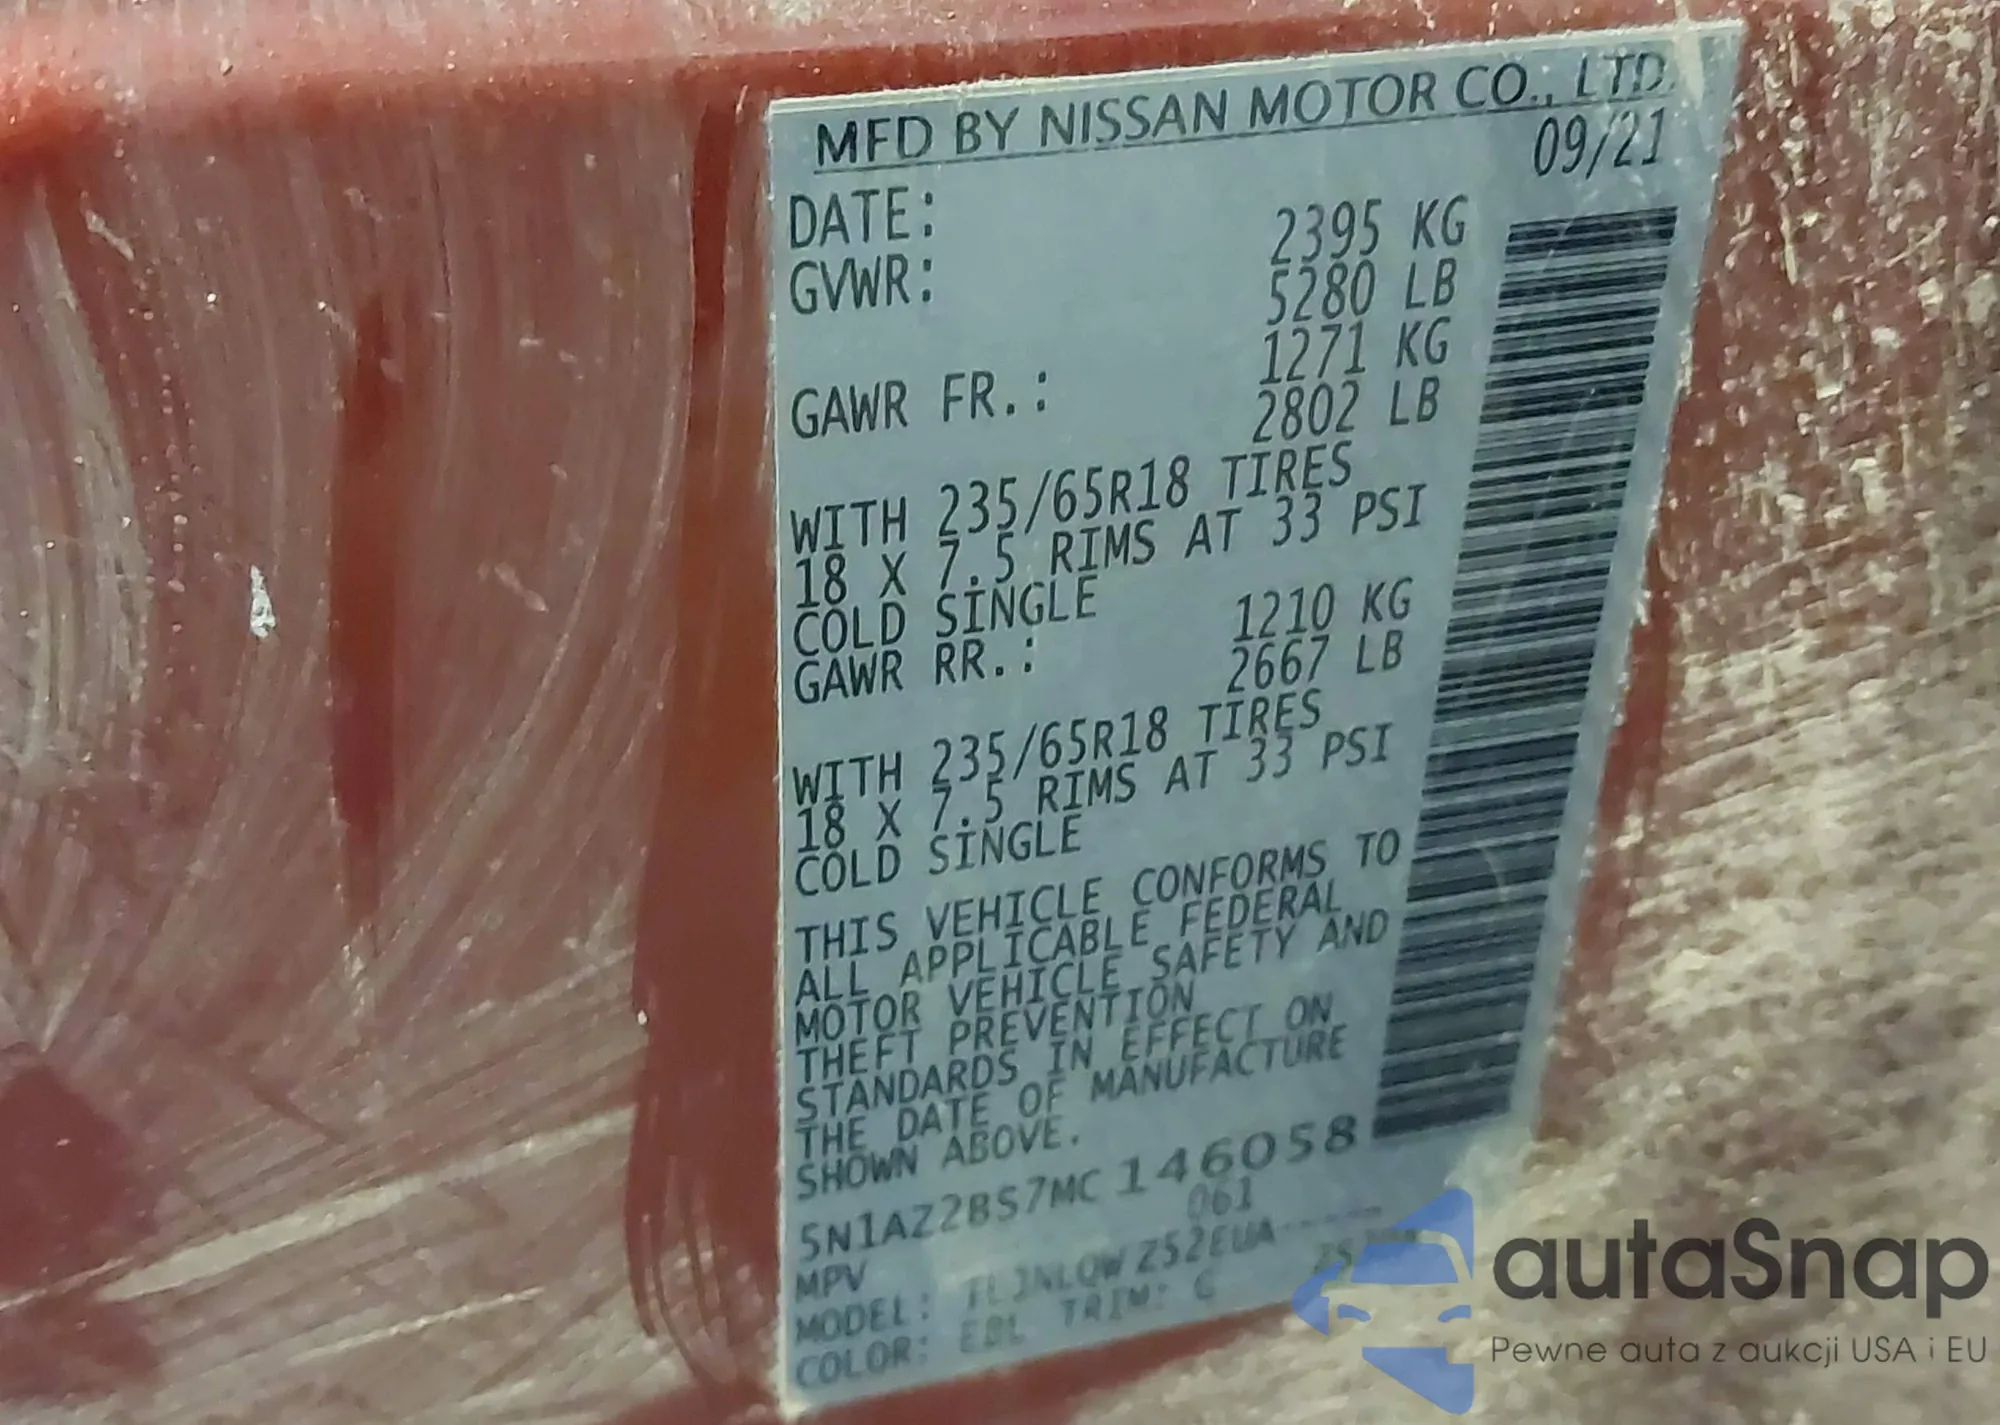 MFD BY NISSAN MOTOR CO., LTD.
DATE: 09/21
GVWR: 2395 KG
5280 LB
GAWR FR.: 1271 KG
2802 LB
WITH 235/65R18 TIRES
18 X 7.5 RIMS AT 33 PSI
COLD SINGLE
GAWR RR.: 1210 KG
2667 LB
WITH 235/65R18 TIRES
18 X 7.5 RIMS AT 33 PSI
COLD SINGLE
THIS VEHICLE CONFORMS TO
ALL APPLICABLE FEDERAL
MOTOR VEHICLE SAFETY AND
THEFT PREVENTION
STANDARDS IN EFFECT ON
THE DATE OF MANUFACTURE
SHOWN ABOVE.
5N1AZ2BS7MC146058
MPV 061
MODEL:
COLOR: EBL TRIM: G
autaSnap
Pewne auta z aukcji USA i EU